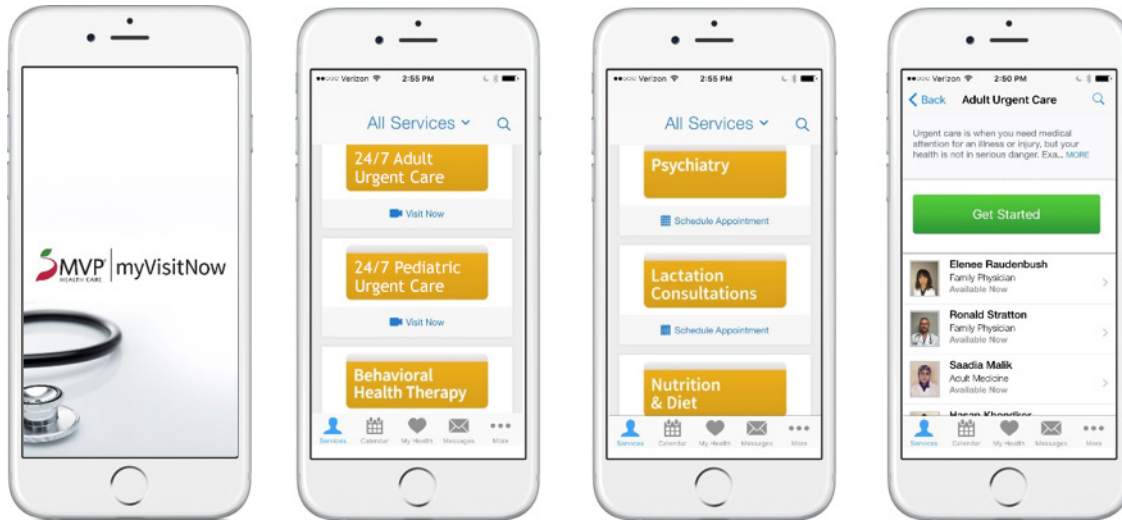 MVP
HEALTH CARE
myVisitNow
Verizon 2:55 PM
All Services
24/7 Adult
Urgent Care
Visit Now
24/7 Pediatric
Urgent Care
Visit Now
Behavioral
Health Therapy
Services Calendar My Health Messages More
Verizon 2:55 PM
All Services
Psychiatry
Schedule Appointment
Lactation
Consultations
Schedule Appointment
Nutrition
& Diet
Services Calendar My Health Messages More
Verizon 2:50 PM
Back Adult Urgent Care
Urgent care is when you need medical
attention for an illness or injury, but your
health is not in serious danger. Exa... MORE
Get Started
Elenee Raudenbush
Family Physician
Available Now
Ronald Stratton
Family Physician
Available Now
Saadia Malik
Adult Medicine
Available Now
Services Calendar My Health Messages More